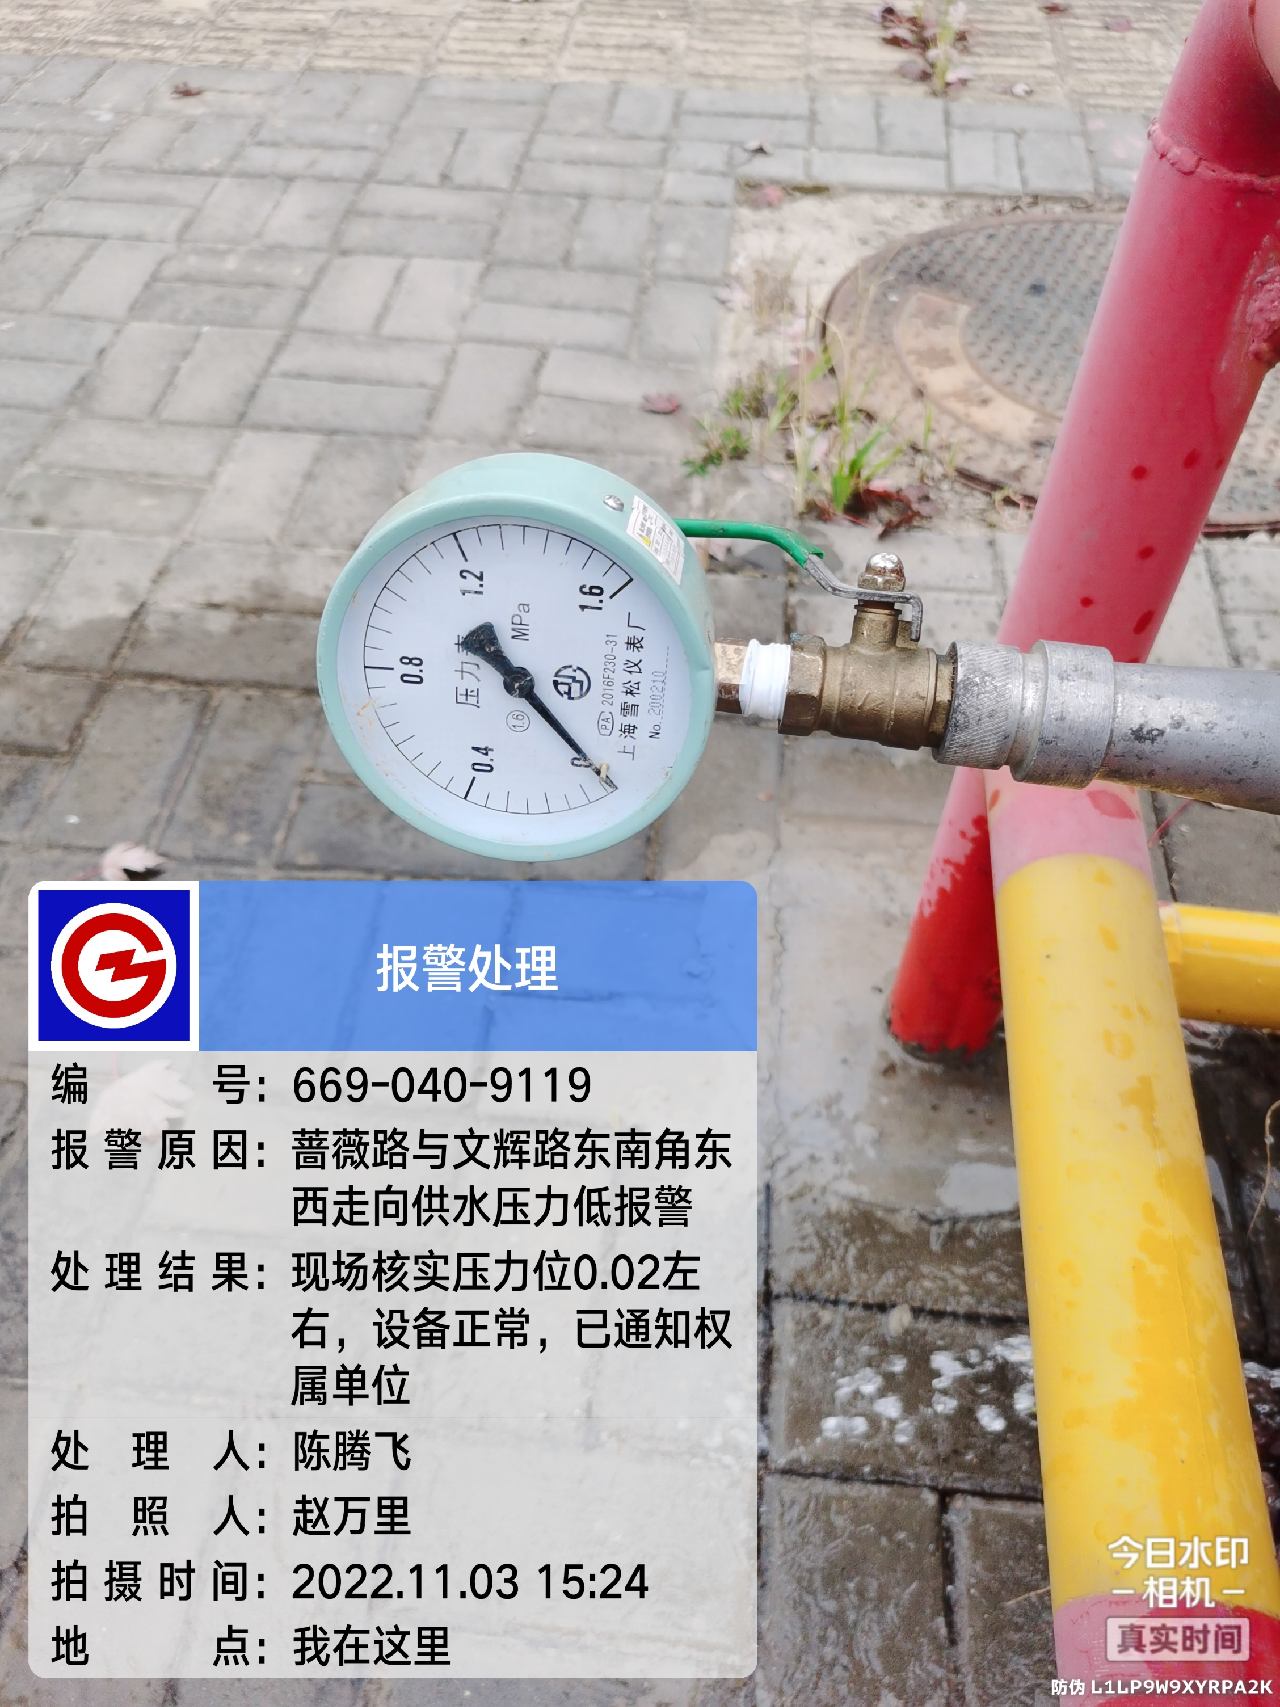 1.6
1.2
MPa
0.8
压力表
0.4
0
1.6
PA 2016F230-31
上海雪松仪表厂
No. 200210
报警处理
编号：669-040-9119
报警原因：蔷薇路与文辉路东南角东
西走向供水压力低报警
处理结果：现场核实压力位0.02左
右，设备正常，已通知权
属单位
处理人：陈腾飞
拍照人：赵万里
拍摄时间：2022.11.03 15:24
地点：我在这里
今日水印
相机
真实时间
防伪 L1LP9W9XYRPA2K